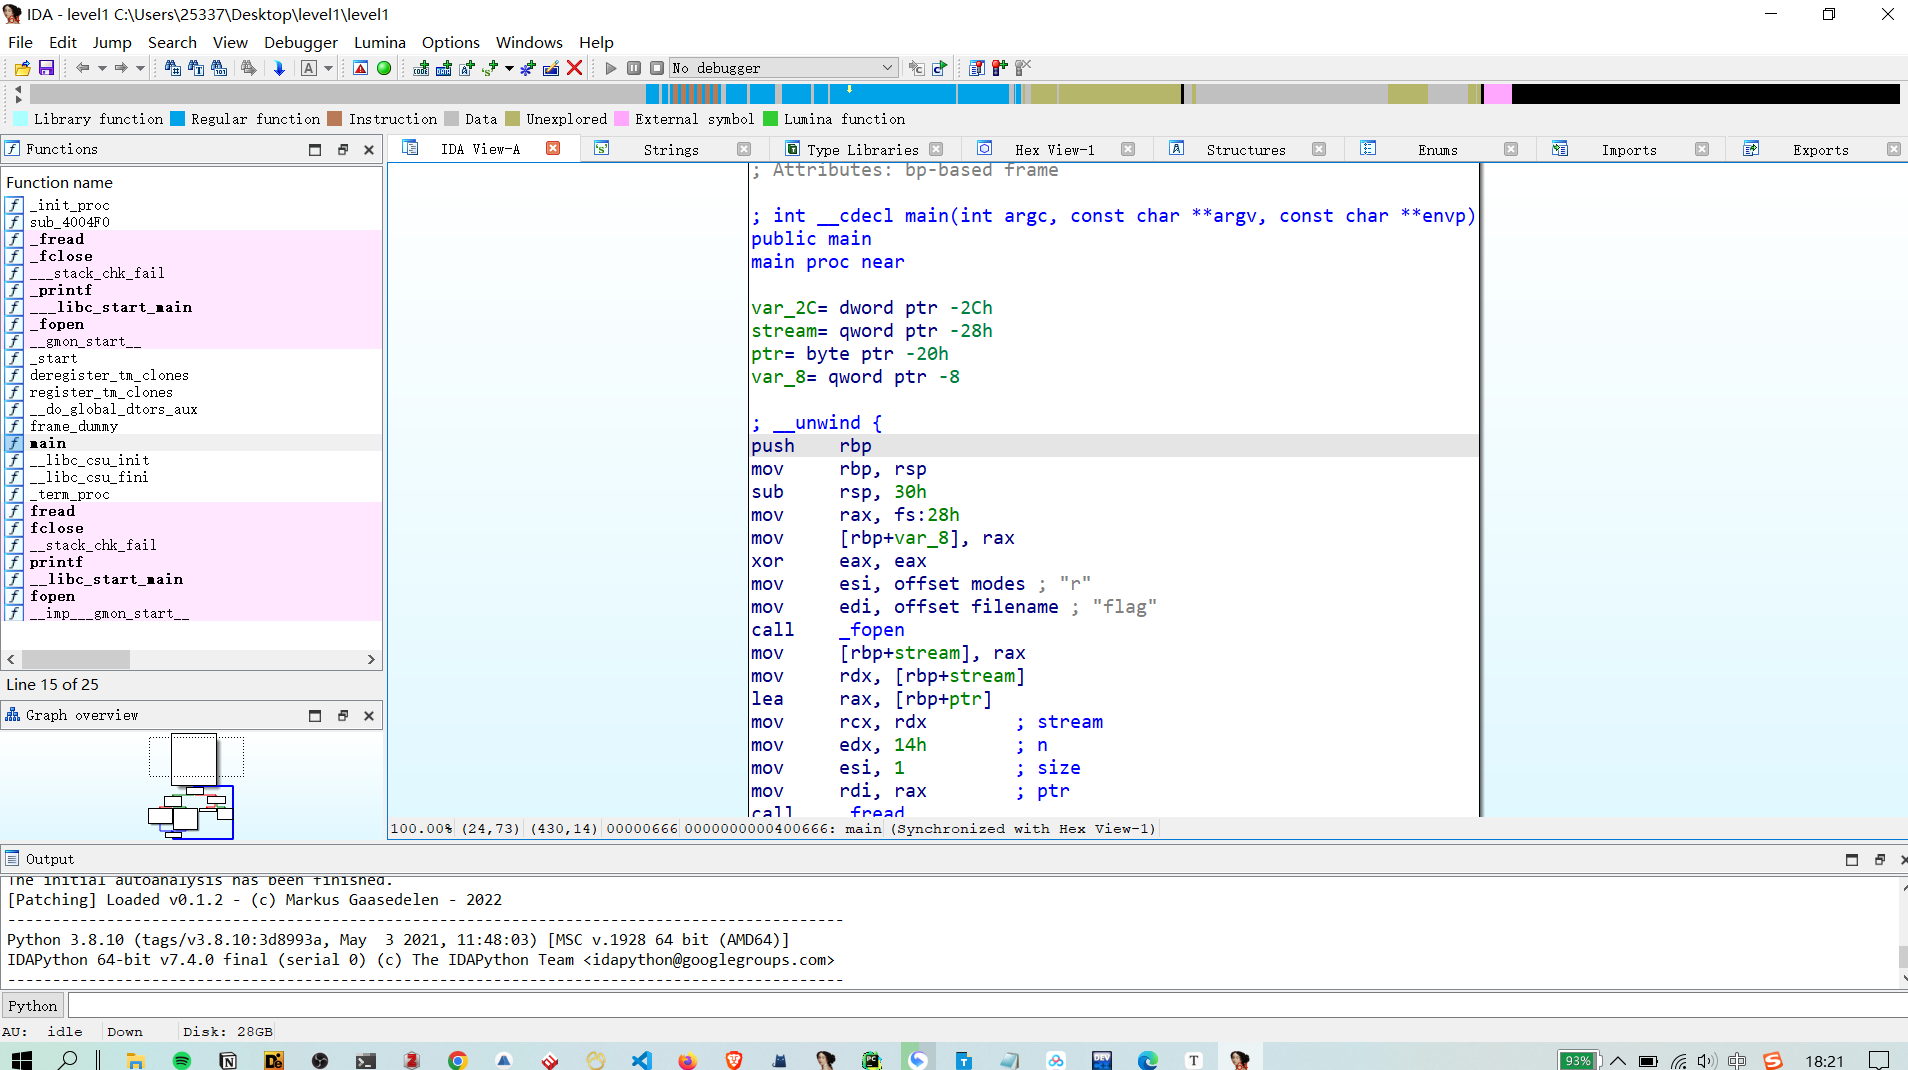 IDA - level1 C:\Users\25337\Desktop\level1\level1
File Edit Jump Search View Debugger Lumina Options Windows Help
No debugger
Library function Regular function Instruction Data Unexplored External symbol Lumina function
Functions
IDA View-A Strings Type Libraries Hex View-1 Structures Enums Imports Exports
Function name
_init_proc
sub_4004F0
_fread
_fclose
___stack_chk_fail
_printf
___libc_start_main
_fopen
__gmon_start__
_start
deregister_tm_clones
register_tm_clones
__do_global_dtors_aux
frame_dummy
main
__libc_csu_init
__libc_csu_fini
_term_proc
fread
fclose
__stack_chk_fail
printf
__libc_start_main
fopen
__imp___gmon_start__
Line 15 of 25
Graph overview
; Attributes: bp-based frame
; int __cdecl main(int argc, const char **argv, const char **envp)
public main
main proc near
var_2C= dword ptr -2Ch
stream= qword ptr -28h
ptr= byte ptr -20h
var_8= qword ptr -8
; __unwind {
push rbp
mov rbp, rsp
sub rsp, 30h
mov rax, fs:28h
mov [rbp+var_8], rax
xor eax, eax
mov esi, offset modes ; "r"
mov edi, offset filename ; "flag"
call _fopen
mov [rbp+stream], rax
mov rdx, [rbp+stream]
lea rax, [rbp+ptr]
mov rcx, rdx ; stream
mov edx, 14h ; n
mov esi, 1 ; size
mov rdi, rax ; ptr
call _fread
100.00% (24,73) (430,14) 00000666 0000000000400666: main (Synchronized with Hex View-1)
Output
The initial autoanalysis has been finished.
[Patching] Loaded v0.1.2 - (c) Markus Gaasedelen - 2022
Python 3.8.10 (tags/v3.8.10:3d8993a, May 3 2021, 11:48:03) [MSC v.1928 64 bit (AMD64)]
IDAPython 64-bit v7.4.0 final (serial 0) (c) The IDAPython Team <idapython@googlegroups.com>
Python
AU: idle Down Disk: 28GB
93% 中 18:21